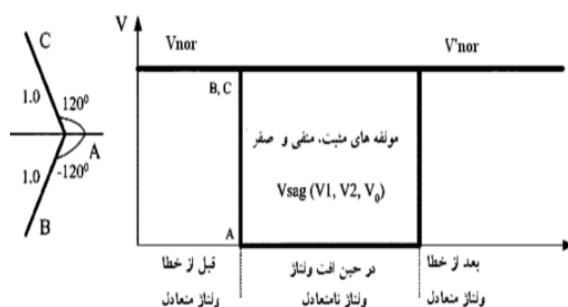 C
1.0
120⁰
A
-120⁰
1.0
B
V
Vnor
V'nor
B, C
مولفه های مثبت، منفی و صفر
Vsag (V1, V2, V₀)
A
قبل از خطا
ولتاژ متعادل
در حین افت ولتاژ
ولتاژ نامتعادل
بعد از خطا
ولتاژ متعادل